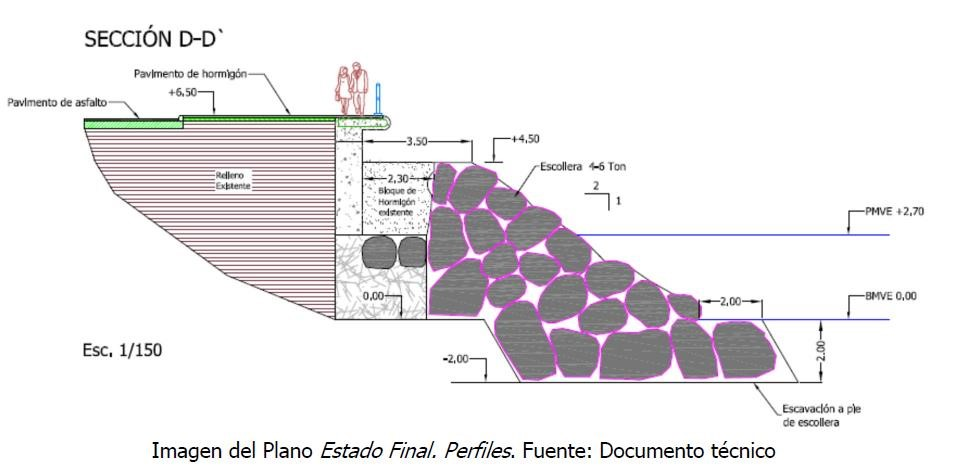 SECCIÓN D-D`
Pavimento de hormigón
+6,50
Pavimento de asfalto
3.50
+4,50
Escollera 4-6 Ton
2
1
Relleno
Existente
2,30
Bloque de
Hormigón
existente
PMVE +2,70
0,00
2,00
BMVE 0,00
Esc. 1/150
-2,00
2.00
Escavación a pie
de escollera
Imagen del Plano Estado Final. Perfiles. Fuente: Documento técnico